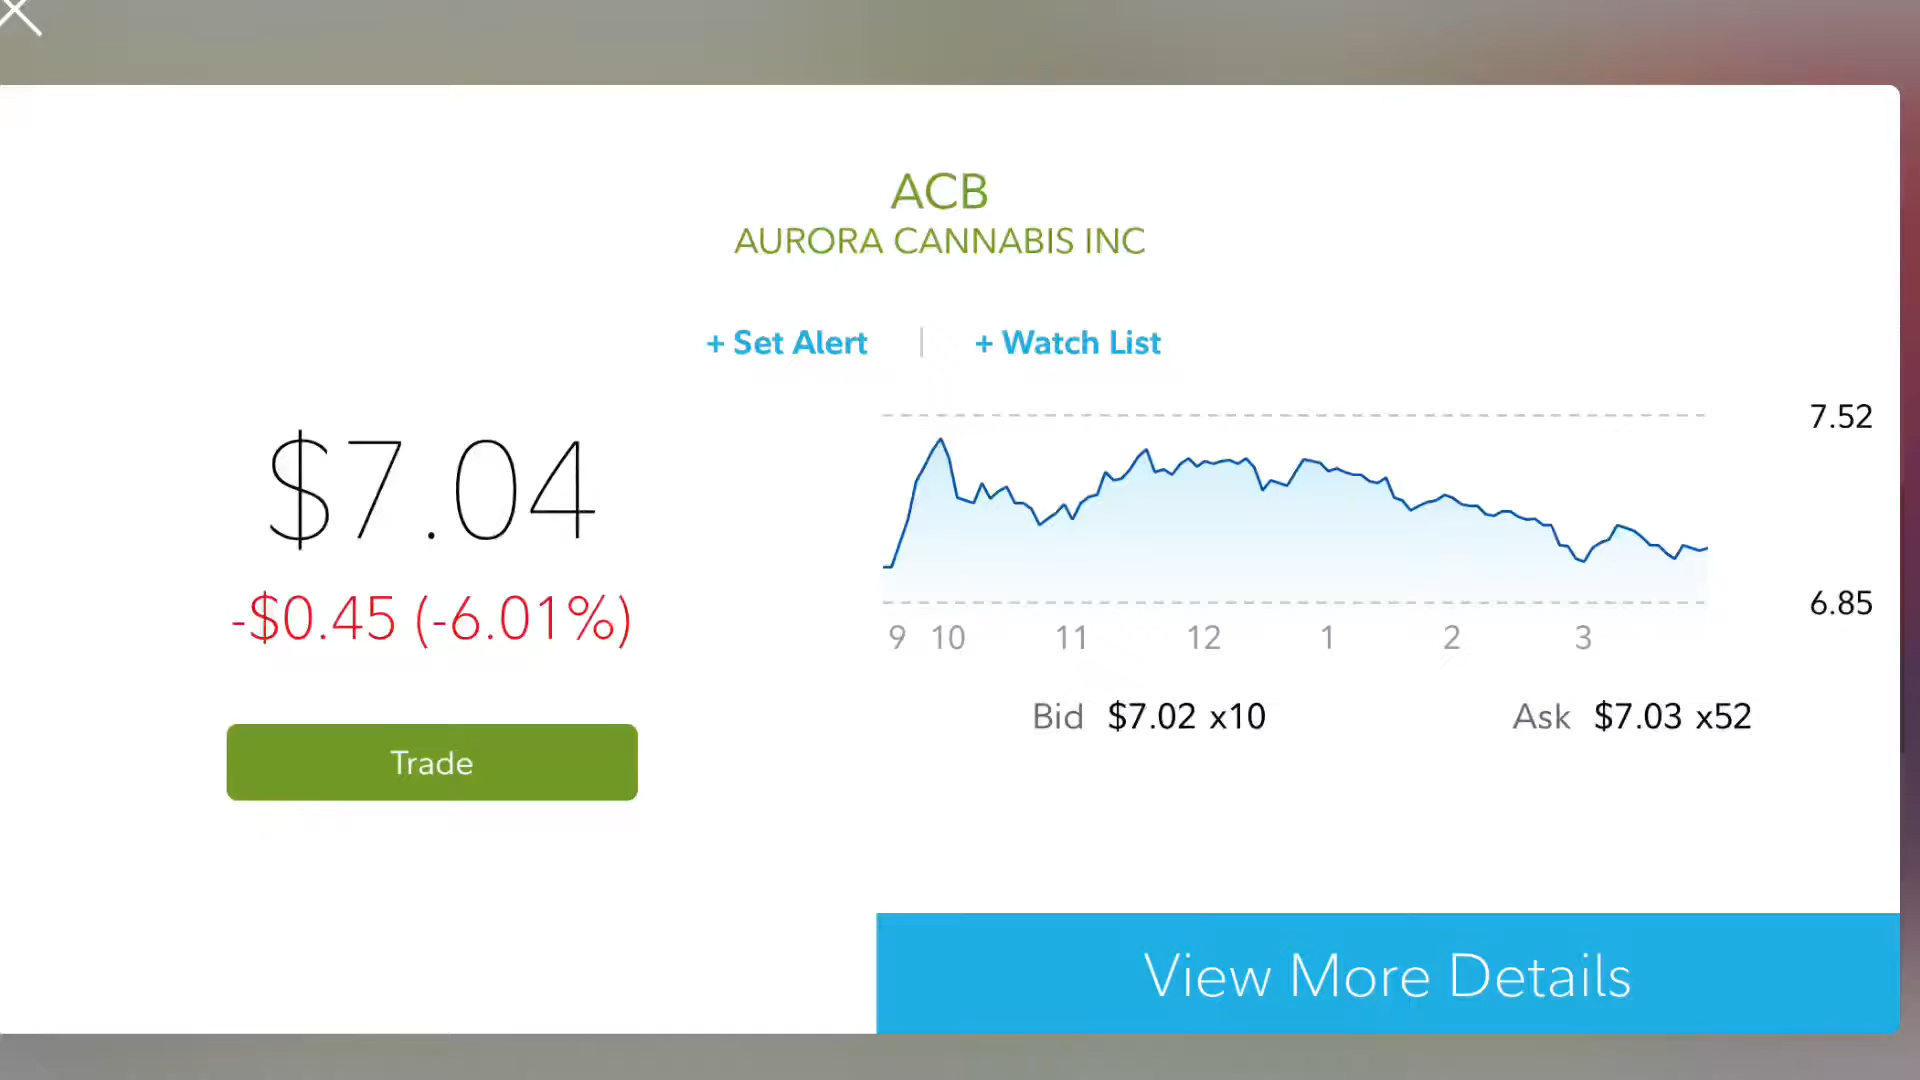 ACB
AURORA CANNABIS INC
+ Set Alert | + Watch List
$7.04
-$0.45 (-6.01%)
Trade
7.52
6.85
9 10 11 12 1 2 3
Bid $7.02 x10 Ask $7.03 x52
View More Details